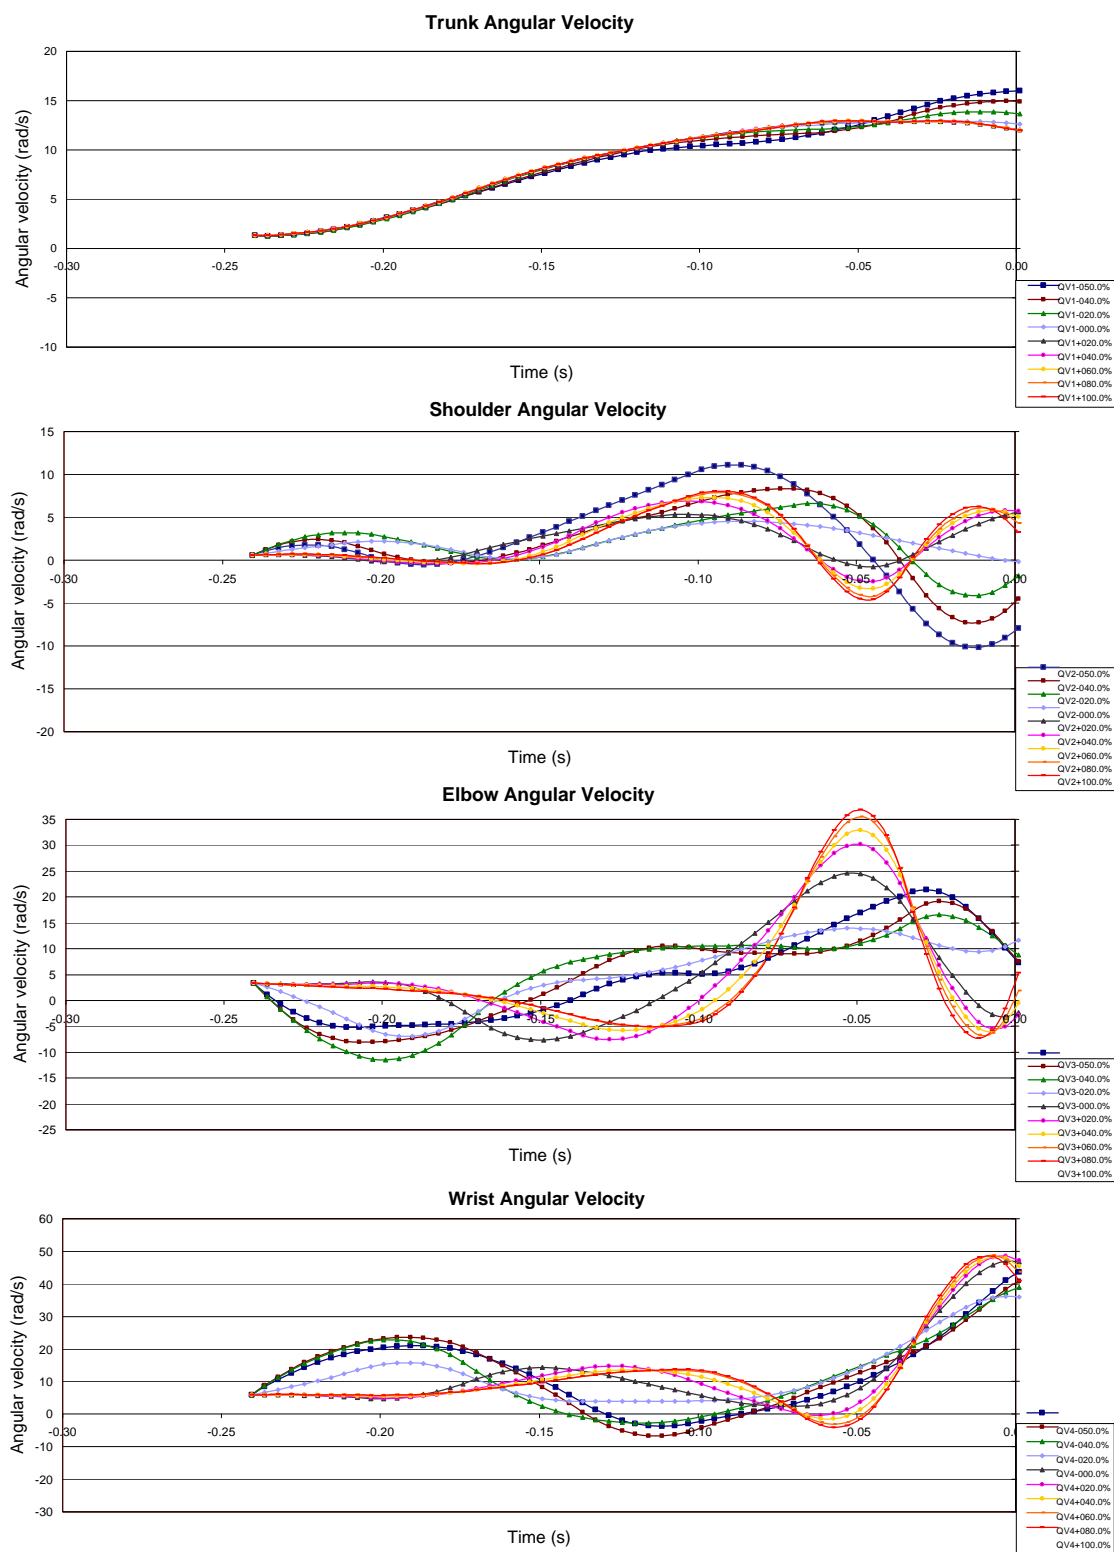 Trunk Angular Velocity
20
15
10
5
0
-5
-10
-0.30 -0.25 -0.20 -0.15 -0.10 -0.05 0.00
Angular velocity (rad/s)
Time (s)
QV1-050.0%
QV1-040.0%
QV1-020.0%
QV1-000.0%
QV1+020.0%
QV1+040.0%
QV1+060.0%
QV1+080.0%
QV1+100.0%
Shoulder Angular Velocity
15
10
5
0
-5
-10
-15
-20
-0.30 -0.25 -0.20 -0.15 -0.10 -0.05 0.00
Angular velocity (rad/s)
Time (s)
QV2-050.0%
QV2-040.0%
QV2-020.0%
QV2-000.0%
QV2+020.0%
QV2+040.0%
QV2+060.0%
QV2+080.0%
QV2+100.0%
Elbow Angular Velocity
35
30
25
20
15
10
5
0
-5
-10
-15
-20
-25
-0.30 -0.25 -0.20 -0.15 -0.10 -0.05 0.00
Angular velocity (rad/s)
Time (s)
QV3-050.0%
QV3-040.0%
QV3-020.0%
QV3-000.0%
QV3+020.0%
QV3+040.0%
QV3+060.0%
QV3+080.0%
QV3+100.0%
Wrist Angular Velocity
60
50
40
30
20
10
0
-10
-20
-30
-0.30 -0.25 -0.20 -0.15 -0.10 -0.05 0.00
Angular velocity (rad/s)
Time (s)
QV4-050.0%
QV4-040.0%
QV4-020.0%
QV4-000.0%
QV4+020.0%
QV4+040.0%
QV4+060.0%
QV4+080.0%
QV4+100.0%